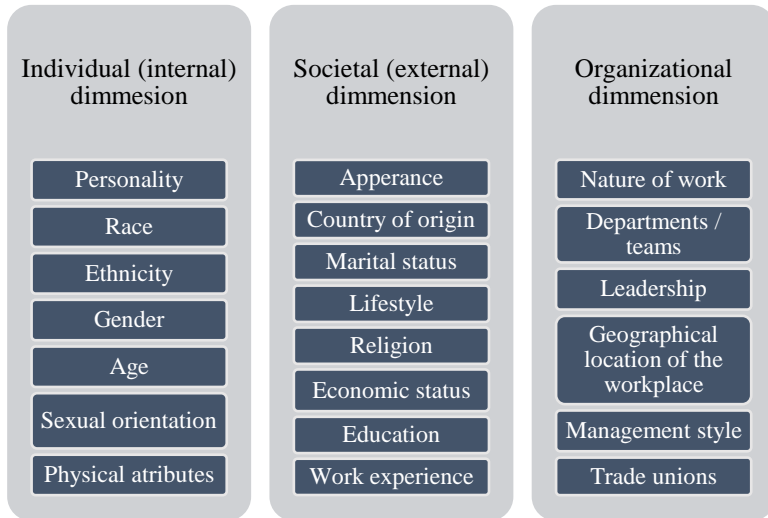 Individual (internal)
dimmesion
Personality
Race
Ethnicity
Gender
Age
Sexual orientation
Physical atributes
Societal (external)
dimmension
Apperance
Country of origin
Marital status
Lifestyle
Religion
Economic status
Education
Work experience
Organizational
dimmension
Nature of work
Departments /
teams
Leadership
Geographical
location of the
workplace
Management style
Trade unions